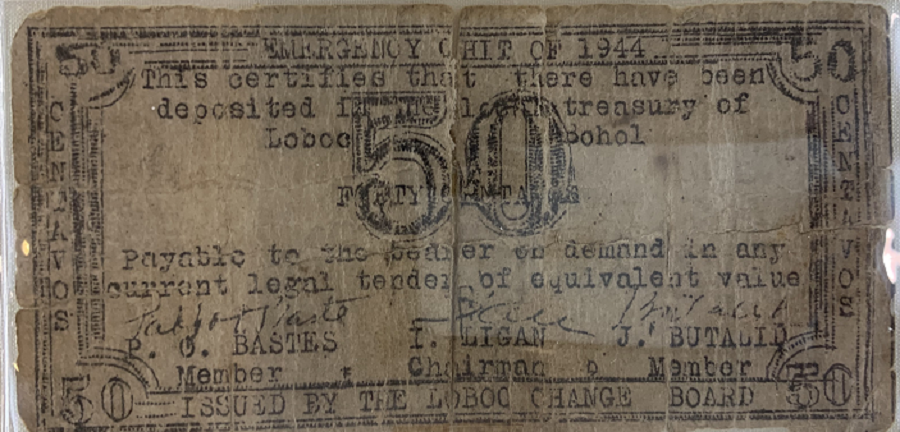 EMERGENCY CHIT OF 1944
50 50
This certifies that there have been
deposited In the local treasury of
Loboc Bohol
50
CENTAVOS
CENTAVOS
CENTAVOS
Payable to the bearer on demand in any
current legal tender of equivalent value
P. O. BASTES I. LIGAN J. BUTALID
Member Chairman Member
50 ISSUED BY THE LOBOC CHANGE BOARD 50